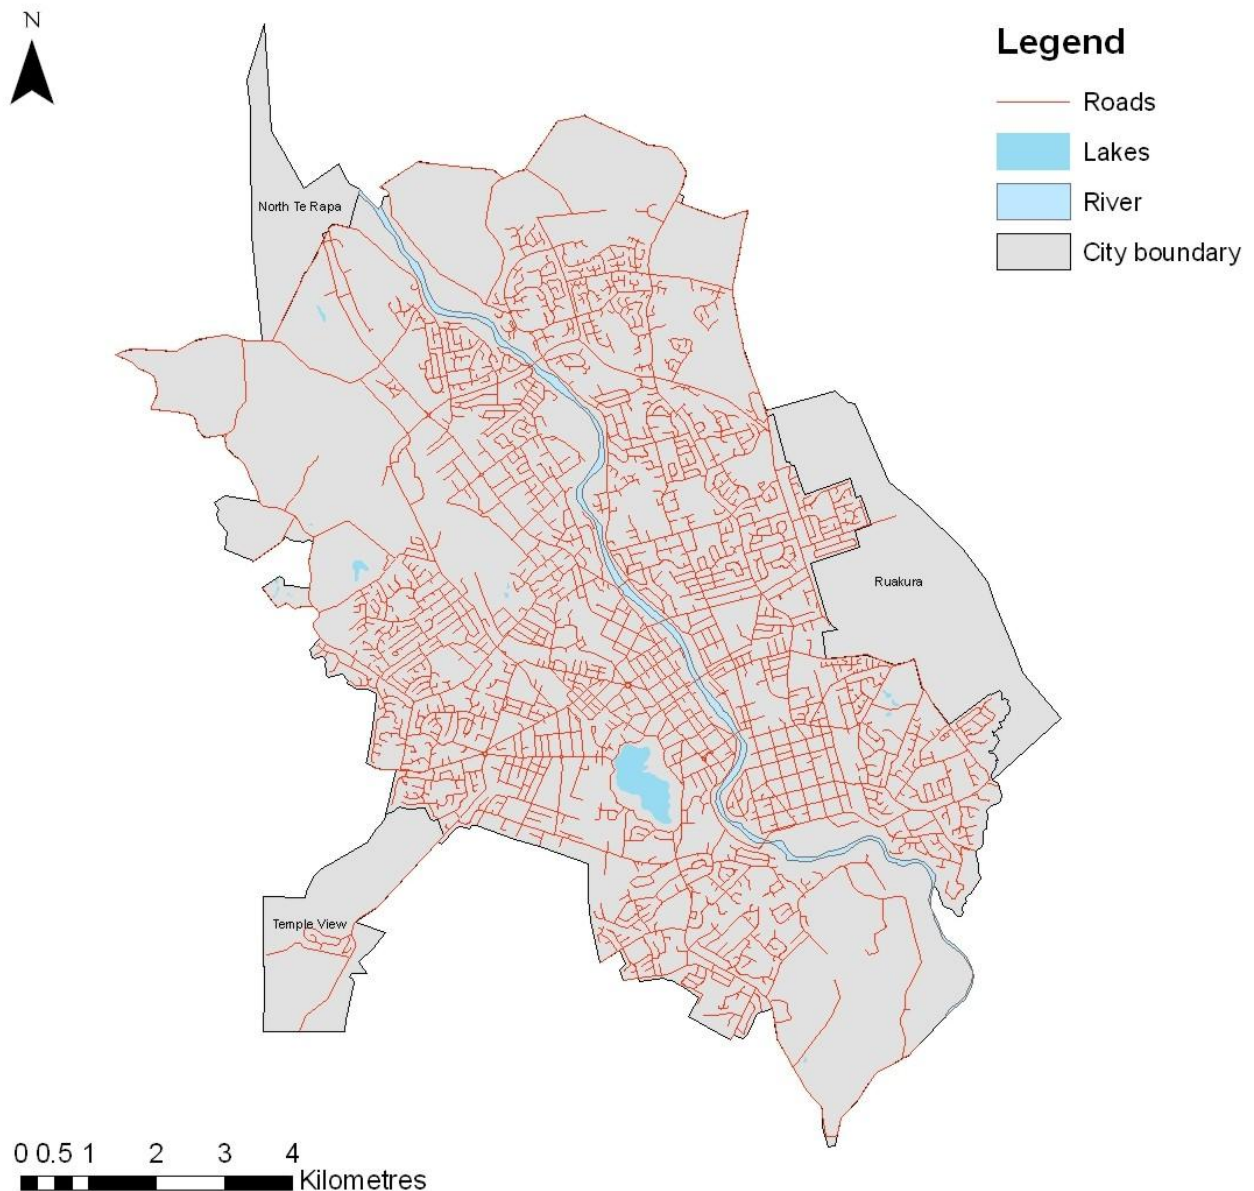 N
Legend
Roads
Lakes
River
City boundary
North Te Rapa
Ruakura
Temple View
0 0.5 1 2 3 4
Kilometres